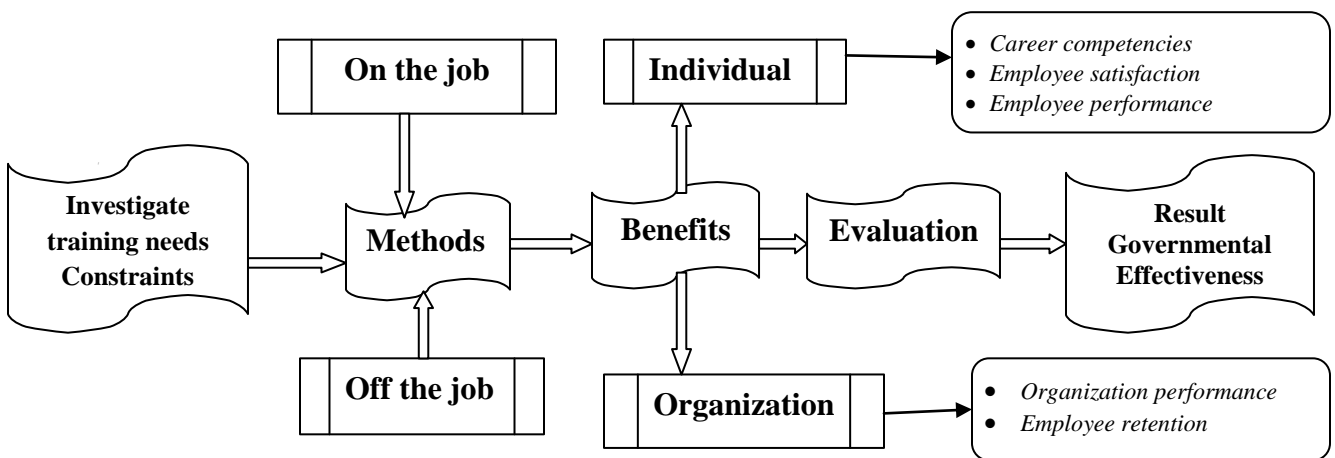 On the job
Individual
• Career competencies
• Employee satisfaction
• Employee performance
Investigate
training needs
Constraints
Methods
Benefits
Evaluation
Result
Governmental
Effectiveness
Off the job
Organization
• Organization performance
• Employee retention